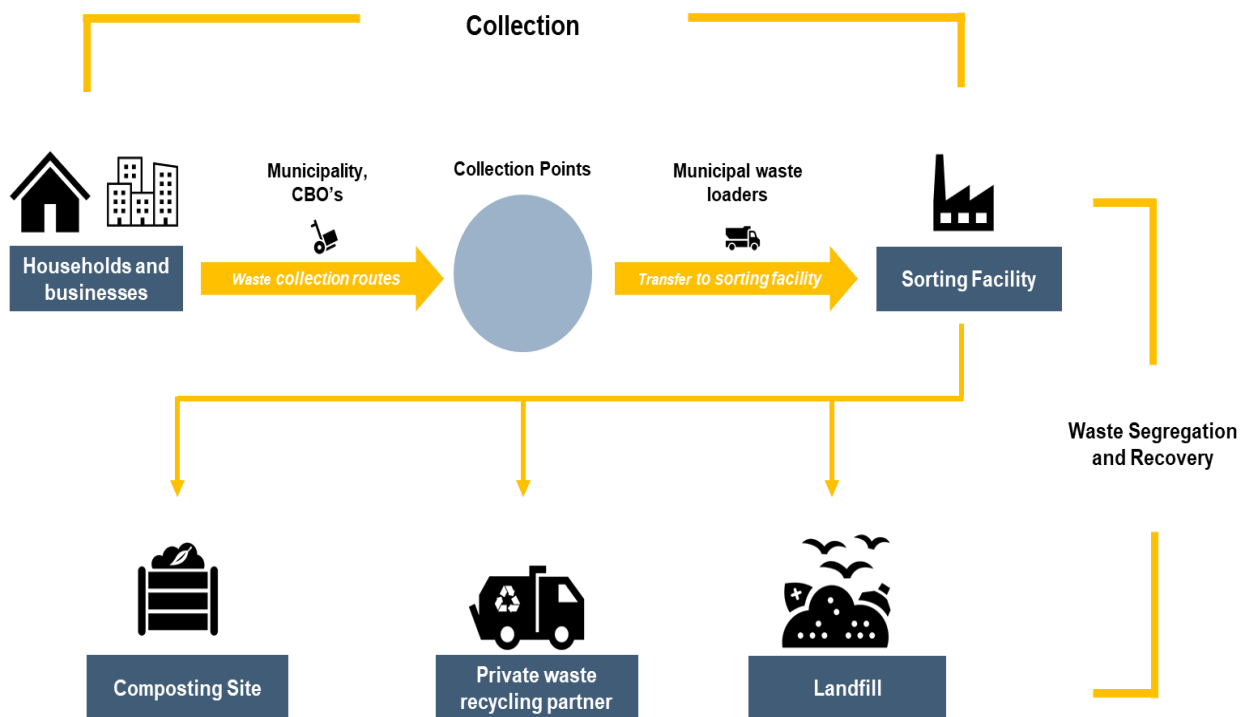 Collection
Municipality,
CBO's
Collection Points
Municipal waste
loaders
Households and
businesses
Waste collection routes
Transfer to sorting facility
Sorting Facility
Waste Segregation
and Recovery
Composting Site
Private waste
recycling partner
Landfill